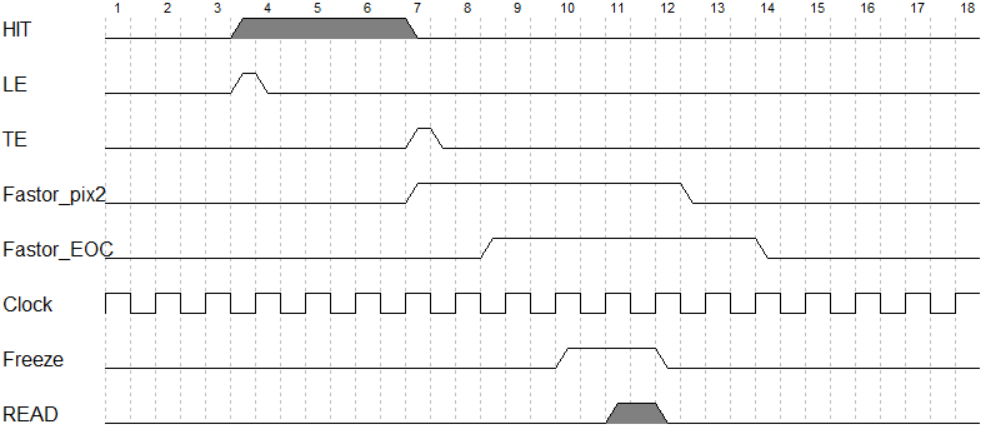 1 2 3 4 5 6 7 8 9 10 11 12 13 14 15 16 17 18
HIT
LE
TE
Fastor_pix2
Fastor_EOC
Clock
Freeze
READ